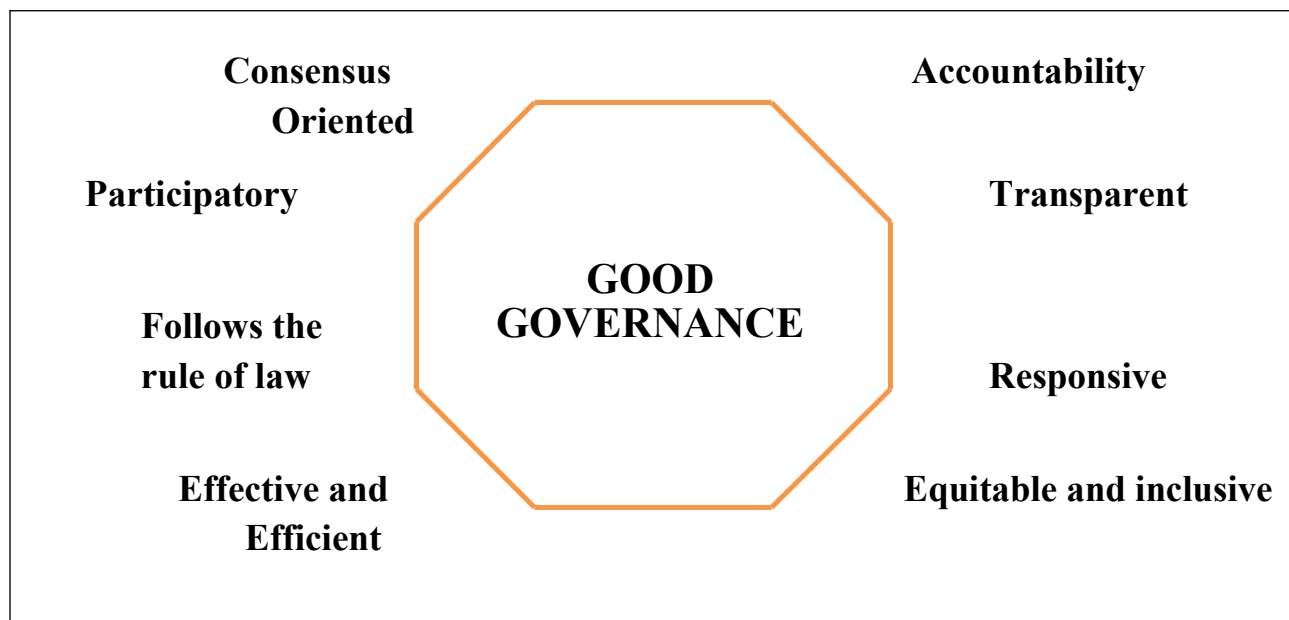 Consensus
Oriented
Accountability
Participatory
Transparent
GOOD
GOVERNANCE
Follows the
rule of law
Responsive
Effective and
Efficient
Equitable and inclusive